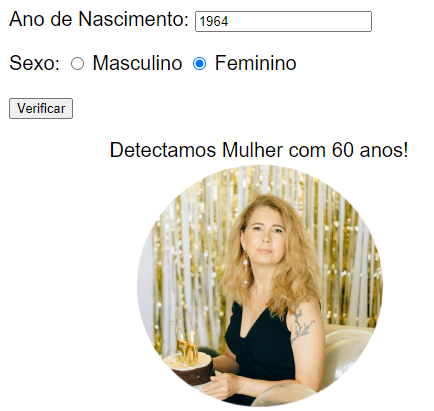 Ano de Nascimento: 1964
Sexo: Masculino Feminino
Verificar
Detectamos Mulher com 60 anos!